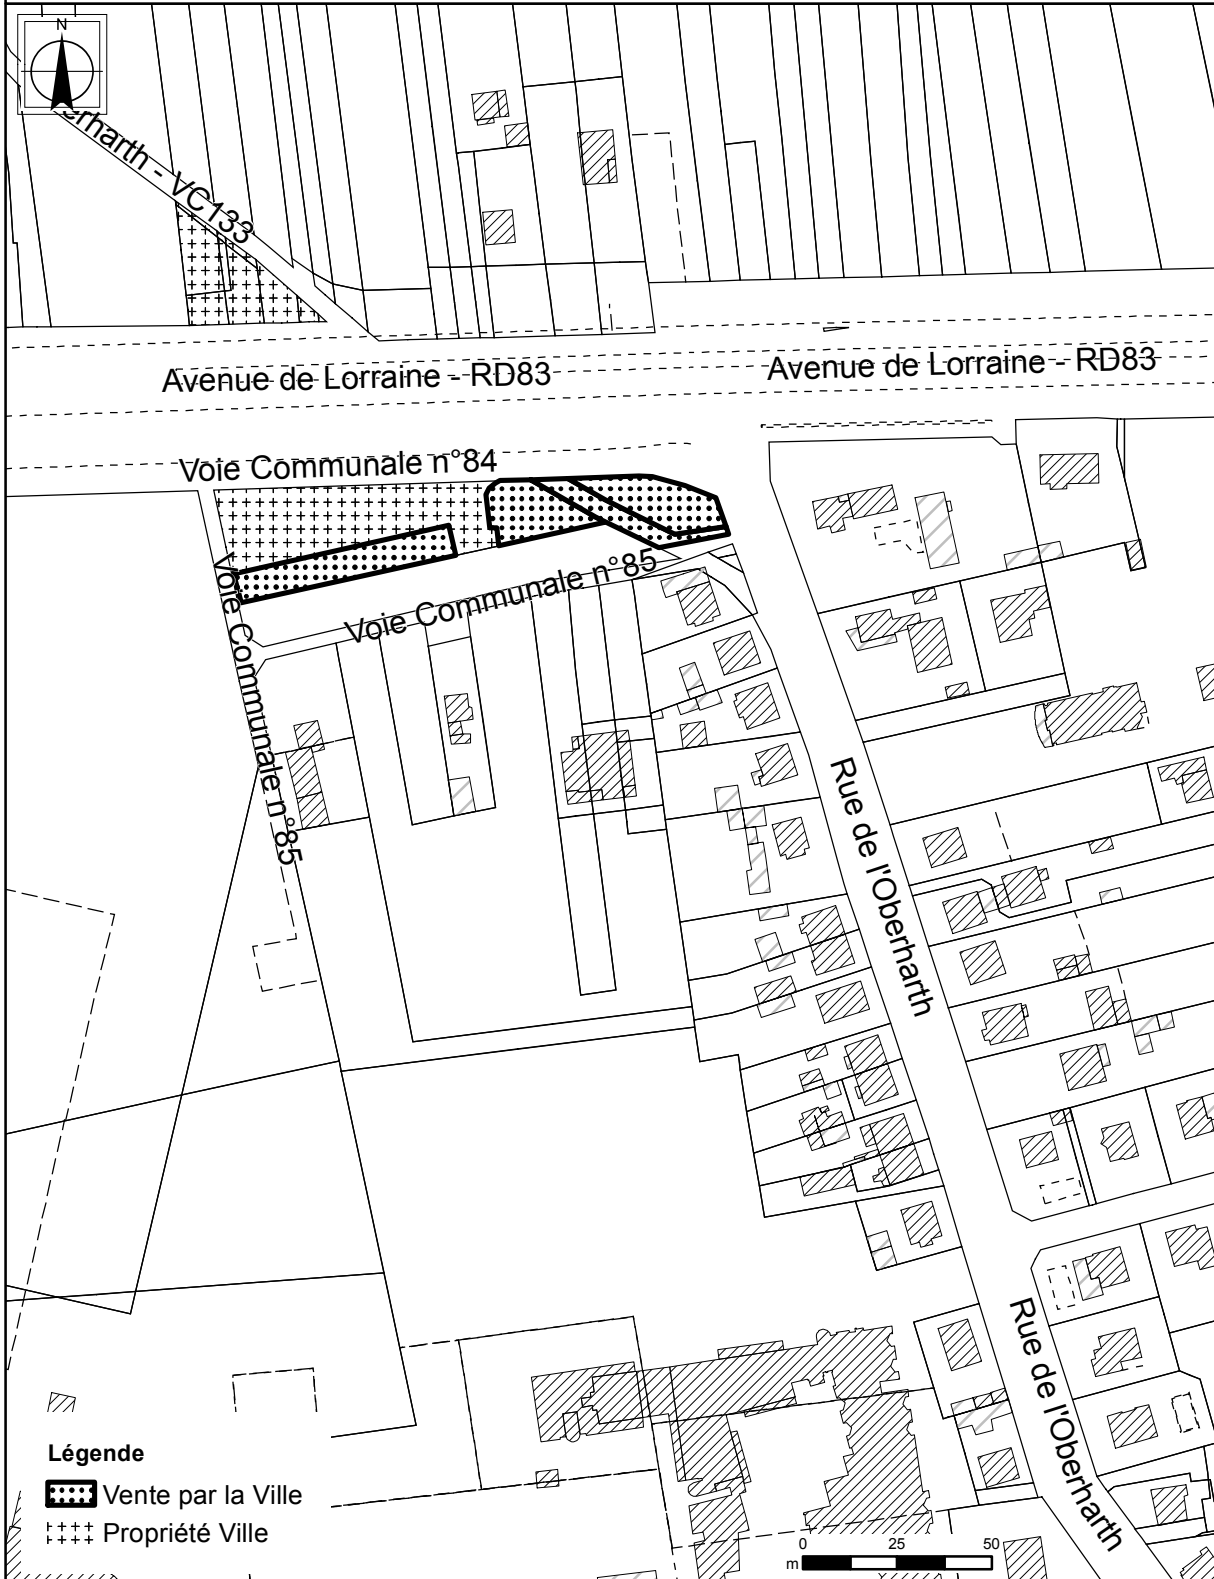 N
erharth - VC133
Avenue de Lorraine - RD83
Avenue de Lorraine - RD83
Voie Communale n°84
Voie Communale n°85
Voie Communale n°85
Rue de l'Oberharth
Rue de l'Oberharth
Légende
Vente par la Ville
Propriété Ville
0 25 50
m